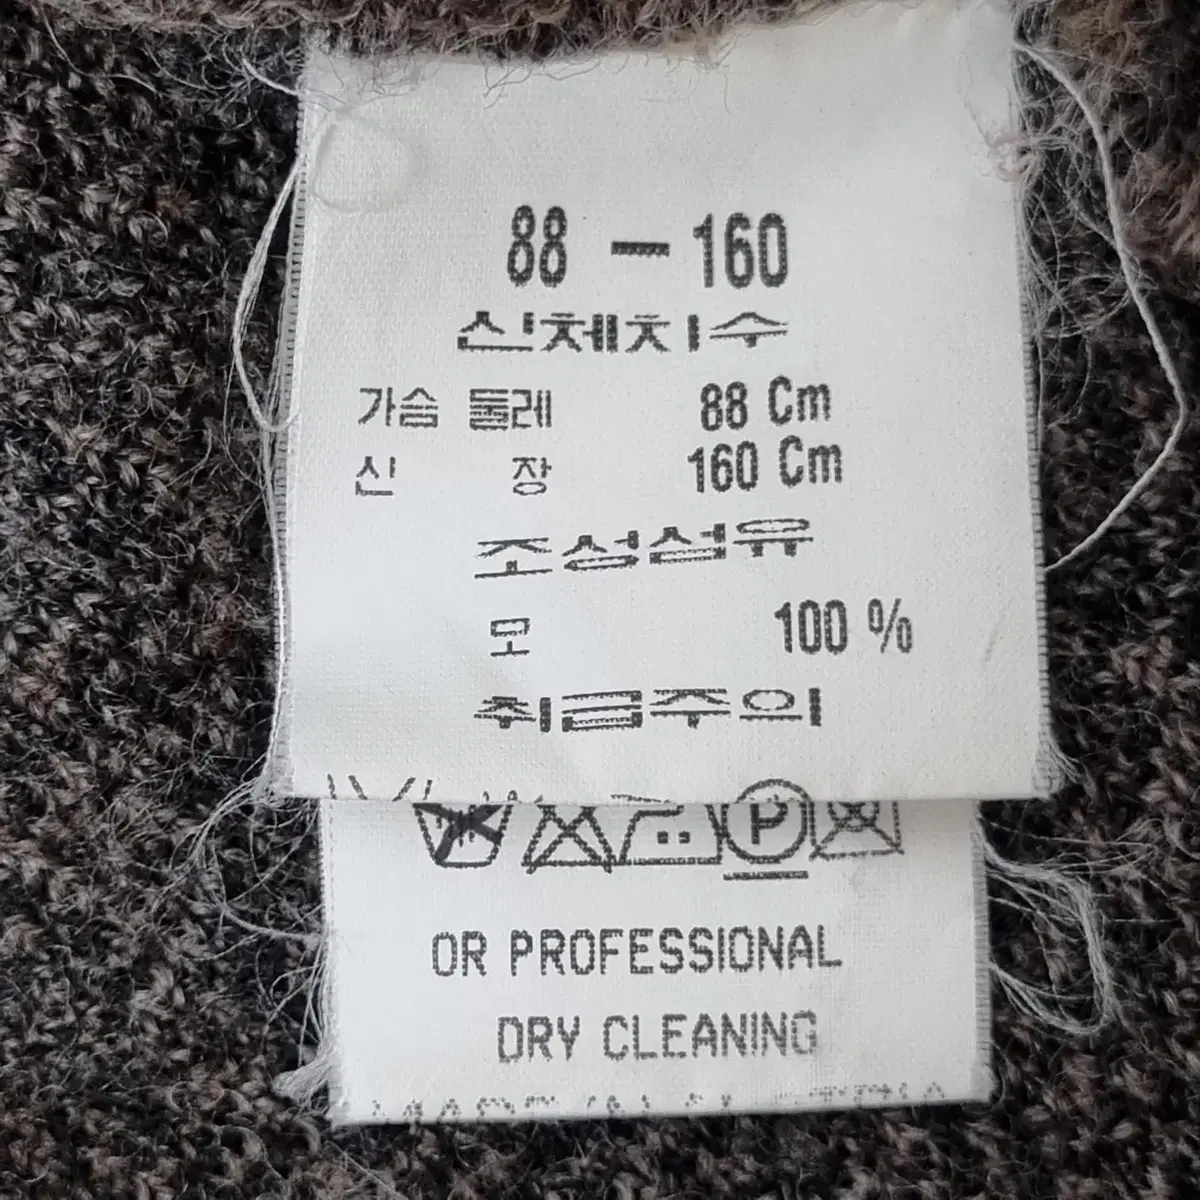 88 - 160
신체치수
가슴 둘레 88 Cm
신 장 160 Cm
조성섬유
모 100 %
취급주의
P
OR PROFESSIONAL
DRY CLEANING